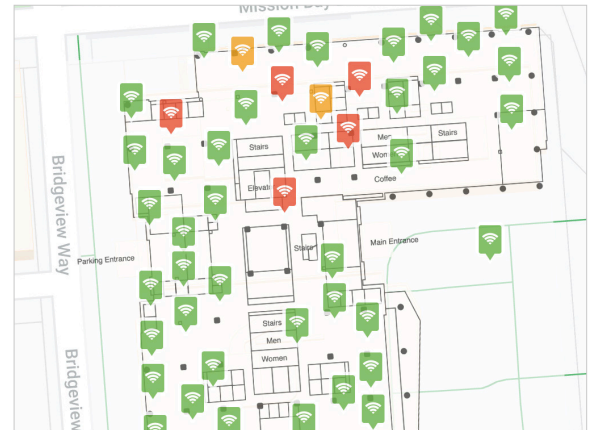 Mission Bay
Stairs
Men
Stairs
Women
Coffee
Elevat
Bridgeview Way
Stairs
Main Entrance
Parking Entrance
Stairs
Men
Women
Bridgeview